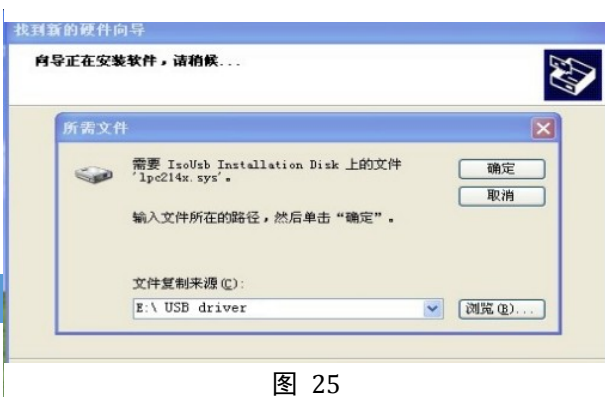 找到新的硬件向导
向导正在安装软件，请稍候...
所需文件
需要 IsoUsb Installation Disk 上的文件
'lpc214x.sys'。
确定
取消
输入文件所在的路径，然后单击“确定”。
文件复制来源(C):
E:\ USB driver
浏览(B)...
图 25